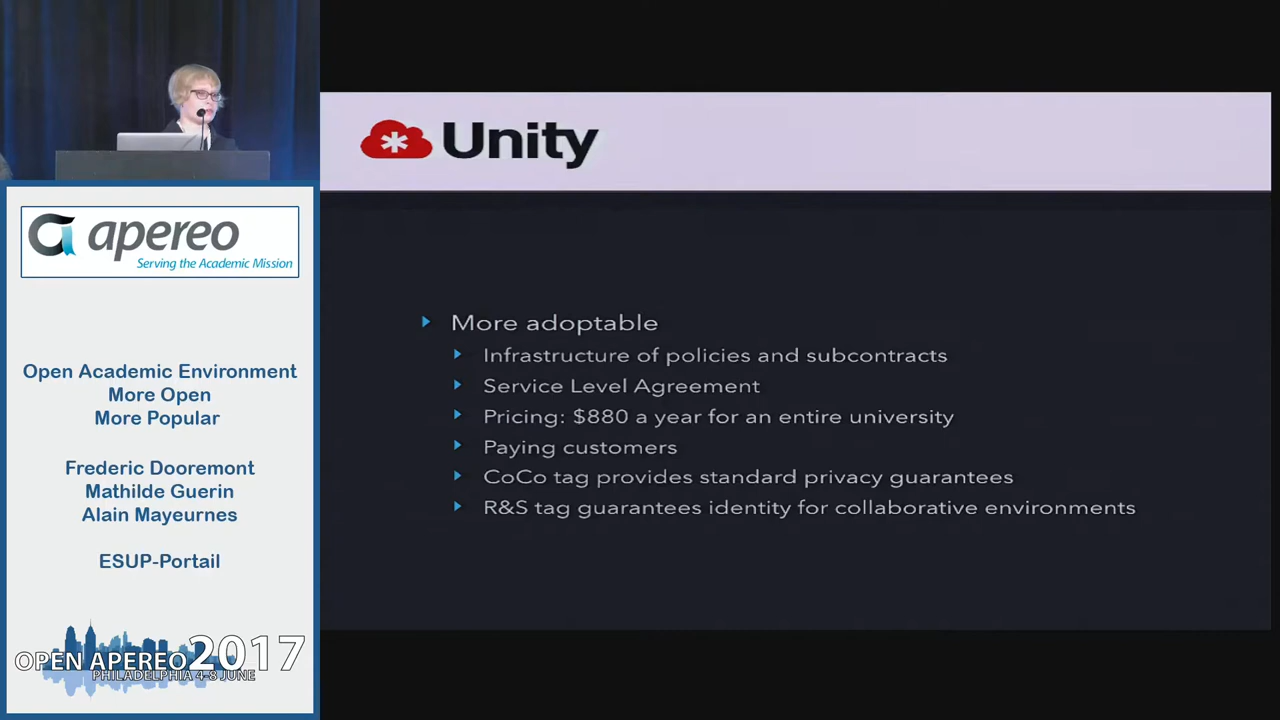 Unity
More adoptable
Infrastructure of policies and subcontracts
Service Level Agreement
Pricing: $880 a year for an entire university
Paying customers
CoCo tag provides standard privacy guarantees
R&S tag guarantees identity for collaborative environments
apereo
Serving the Academic Mission
Open Academic Environment
More Open
More Popular
Frederic Dooremont
Mathilde Guerin
Alain Mayeurnes
ESUP-Portail
OPEN APEREO 2017
PHILADELPHIA 4-8 JUNE